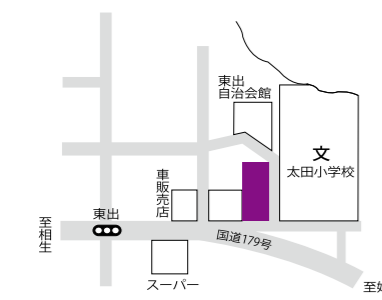 東出
自治会館
文
太田小学校
車販売店
東出
至相生
国道179号
スーパー
至